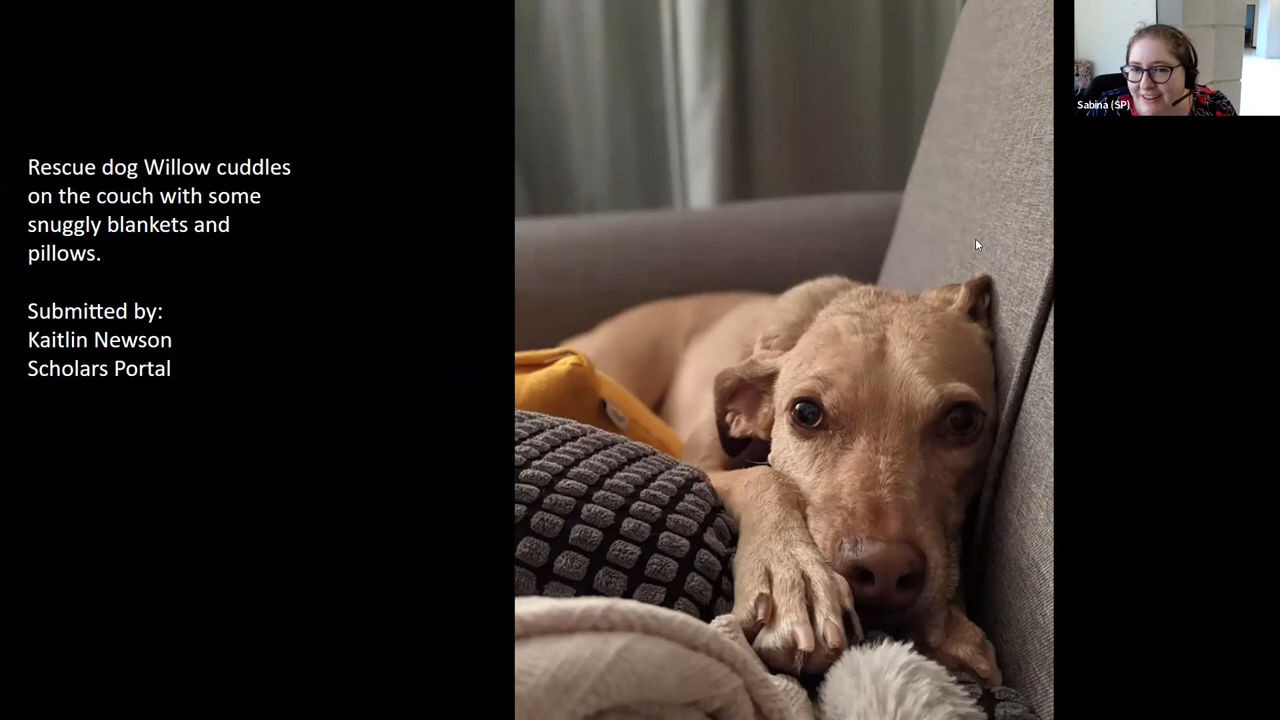 Rescue dog Willow cuddles
on the couch with some
snuggly blankets and
pillows.
Submitted by:
Kaitlin Newson
Scholars Portal
Sabina (SP)